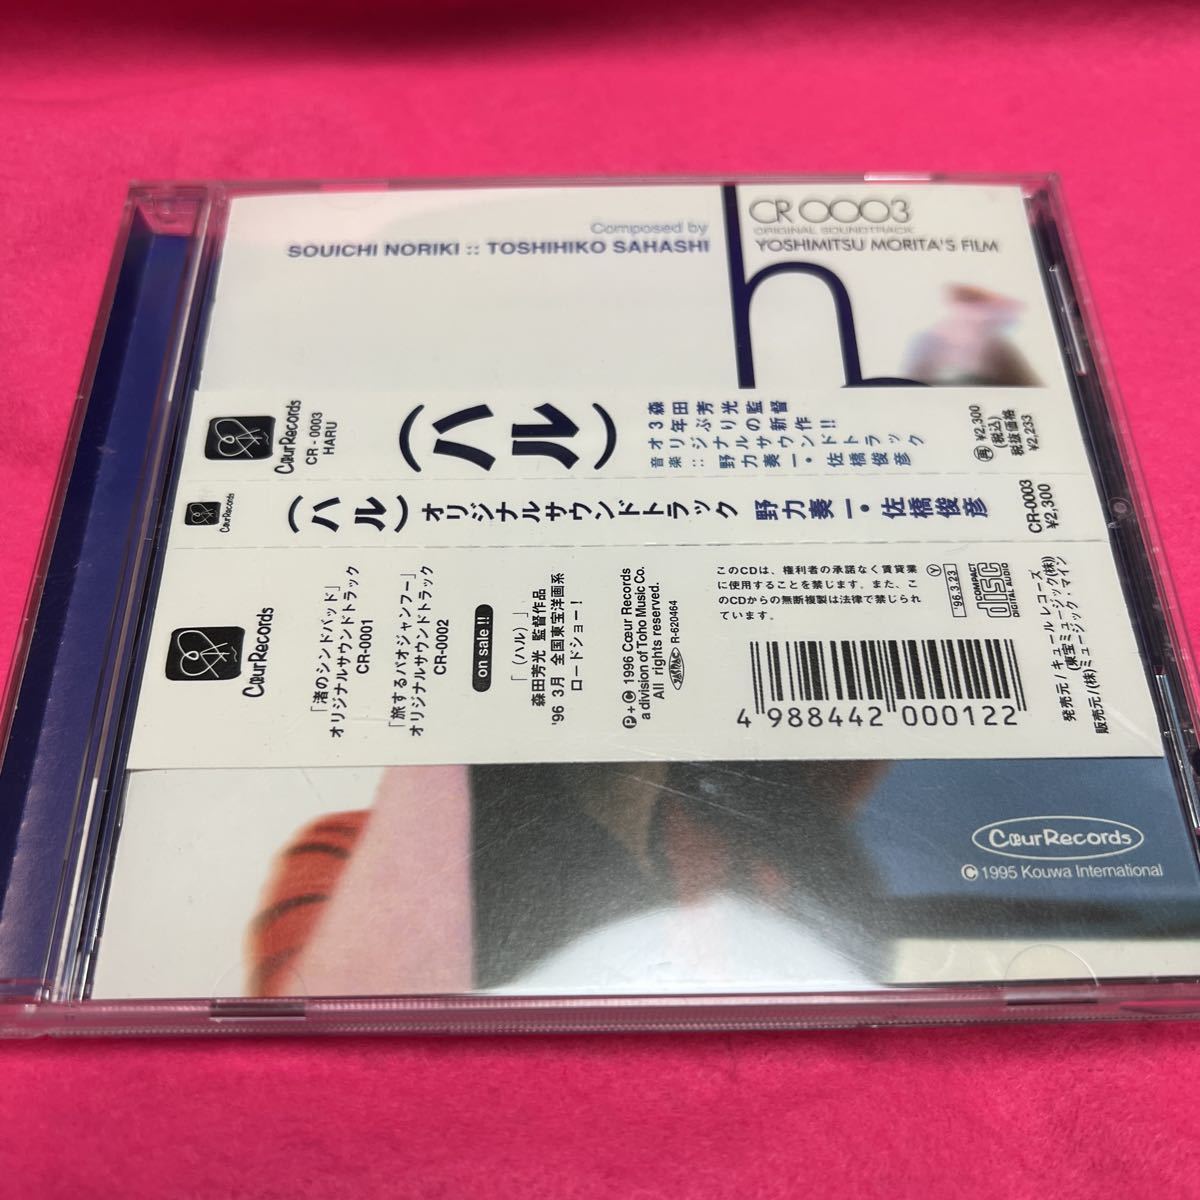 Composed by
SOUICHI NORIKI :: TOSHIHIKO SAHASHI
CR 0003
ORIGINAL SOUNDTRACK
YOSHIMITSU MORITA'S FILM
h
CœurRecords
CR-0003
HARU
(ハル)
森田芳光監督
3年ぶりの新作!!
オリジナルサウンドトラック
音楽:: 野力奏一・佐橋俊彦
再 ¥2,300
(税込)
税抜価格
¥2,233
CœurRecords
(ハル) オリジナルサウンドトラック 野力奏一・佐橋俊彦
CR-0003
¥2,300
CœurRecords
「渚のシンドバッド」
オリジナルサウンドトラック
CR-0001
「旅するパオジャンフー」
オリジナルサウンドトラック
CR-0002
on sale!!
「(ハル)」
森田芳光 監督作品
'96 3月 全国東宝洋画系
ロードショー!
P+C 1996 Cœur Records
a division of Toho Music Co.
All rights reserved.
R-620464
このCDは、権利者の承諾なく賃貸業
に使用することを禁じます。また、こ
のCDからの無断複製は法律で禁じられ
ています。
Y
'96.3.23
COMPACT
disc
DIGITAL AUDIO
4 988442 000122
発売元/キュールレコーズ
(東宝ミュージック(株))
販売元/(株)ミュージック・マイン
CœurRecords
© 1995 Kouwa International